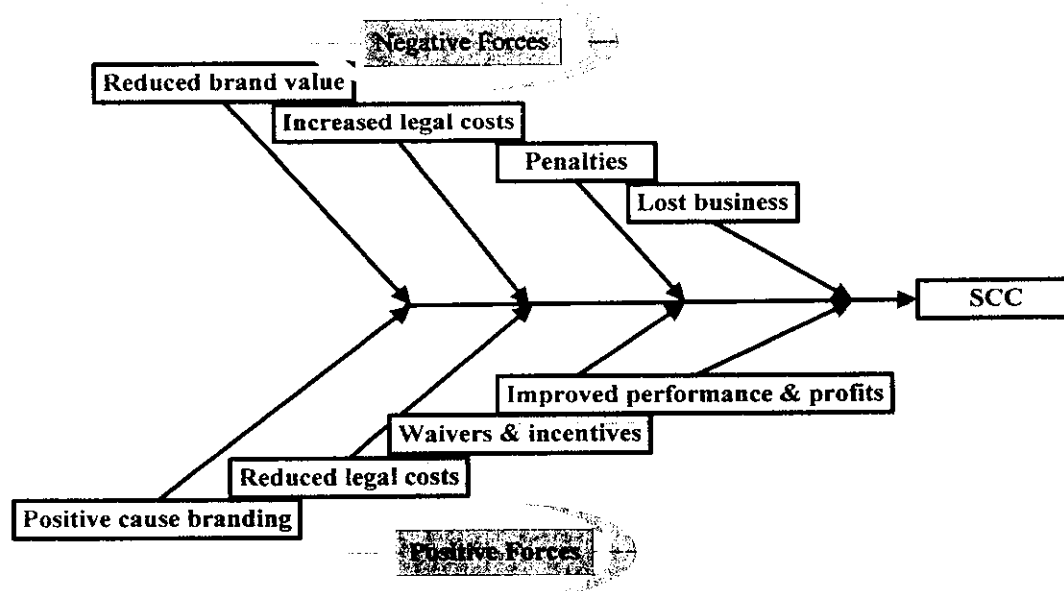 Negative Forces
Reduced brand value
Increased legal costs
Penalties
Lost business
SCC
Improved performance & profits
Waivers & incentives
Reduced legal costs
Positive cause branding
Positive Forces